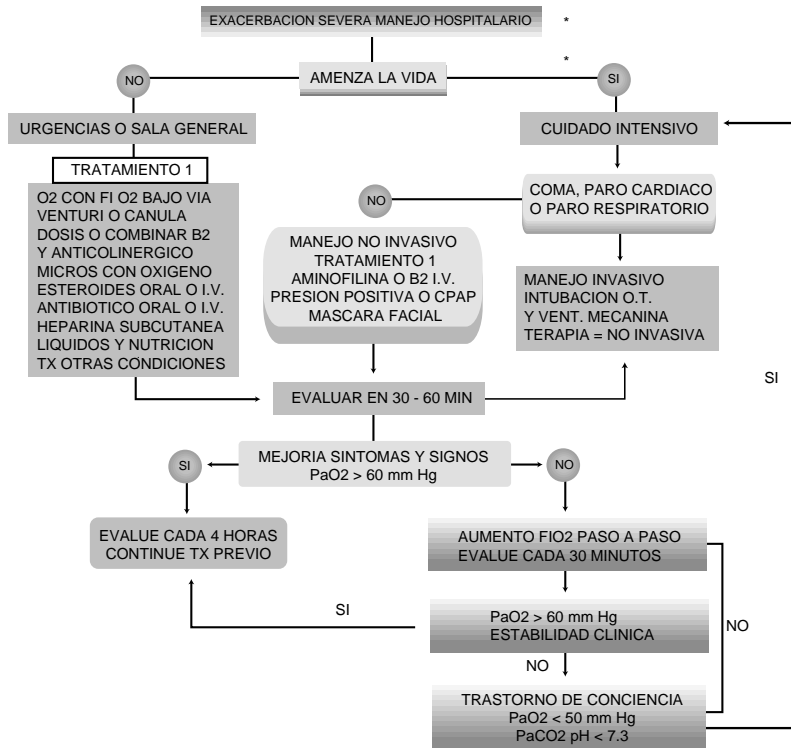 EXACERBACION SEVERA MANEJO HOSPITALARIO
*
*
AMENZA LA VIDA
NO
SI
URGENCIAS O SALA GENERAL
CUIDADO INTENSIVO
TRATAMIENTO 1
O2 CON FI O2 BAJO VIA
VENTURI O CANULA
DOSIS O COMBINAR B2
Y ANTICOLINERGICO
MICROS CON OXIGENO
ESTEROIDES ORAL O I.V.
ANTIBIOTICO ORAL O I.V.
HEPARINA SUBCUTANEA
LIQUIDOS Y NUTRICION
TX OTRAS CONDICIONES
COMA, PARO CARDIACO
O PARO RESPIRATORIO
NO
MANEJO NO INVASIVO
TRATAMIENTO 1
AMINOFILINA O B2 I.V.
PRESION POSITIVA O CPAP
MASCARA FACIAL
MANEJO INVASIVO
INTUBACION O.T.
Y VENT. MECANINA
TERAPIA = NO INVASIVA
SI
EVALUAR EN 30 - 60 MIN
MEJORIA SINTOMAS Y SIGNOS
PaO2 > 60 mm Hg
SI
NO
EVALUE CADA 4 HORAS
CONTINUE TX PREVIO
AUMENTO FIO2 PASO A PASO
EVALUE CADA 30 MINUTOS
SI
PaO2 > 60 mm Hg
ESTABILIDAD CLINICA
NO
NO
TRASTORNO DE CONCIENCIA
PaO2 < 50 mm Hg
PaCO2 pH < 7.3